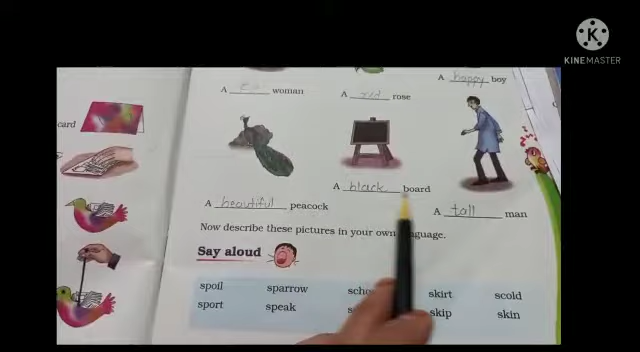 K
KINEMASTER
A happy boy
A woman
A red rose
card
A black board
A beautiful peacock
A tall man
Now describe these pictures in your own language.
Say aloud
spoil sparrow skirt scold
sport speak skip skin